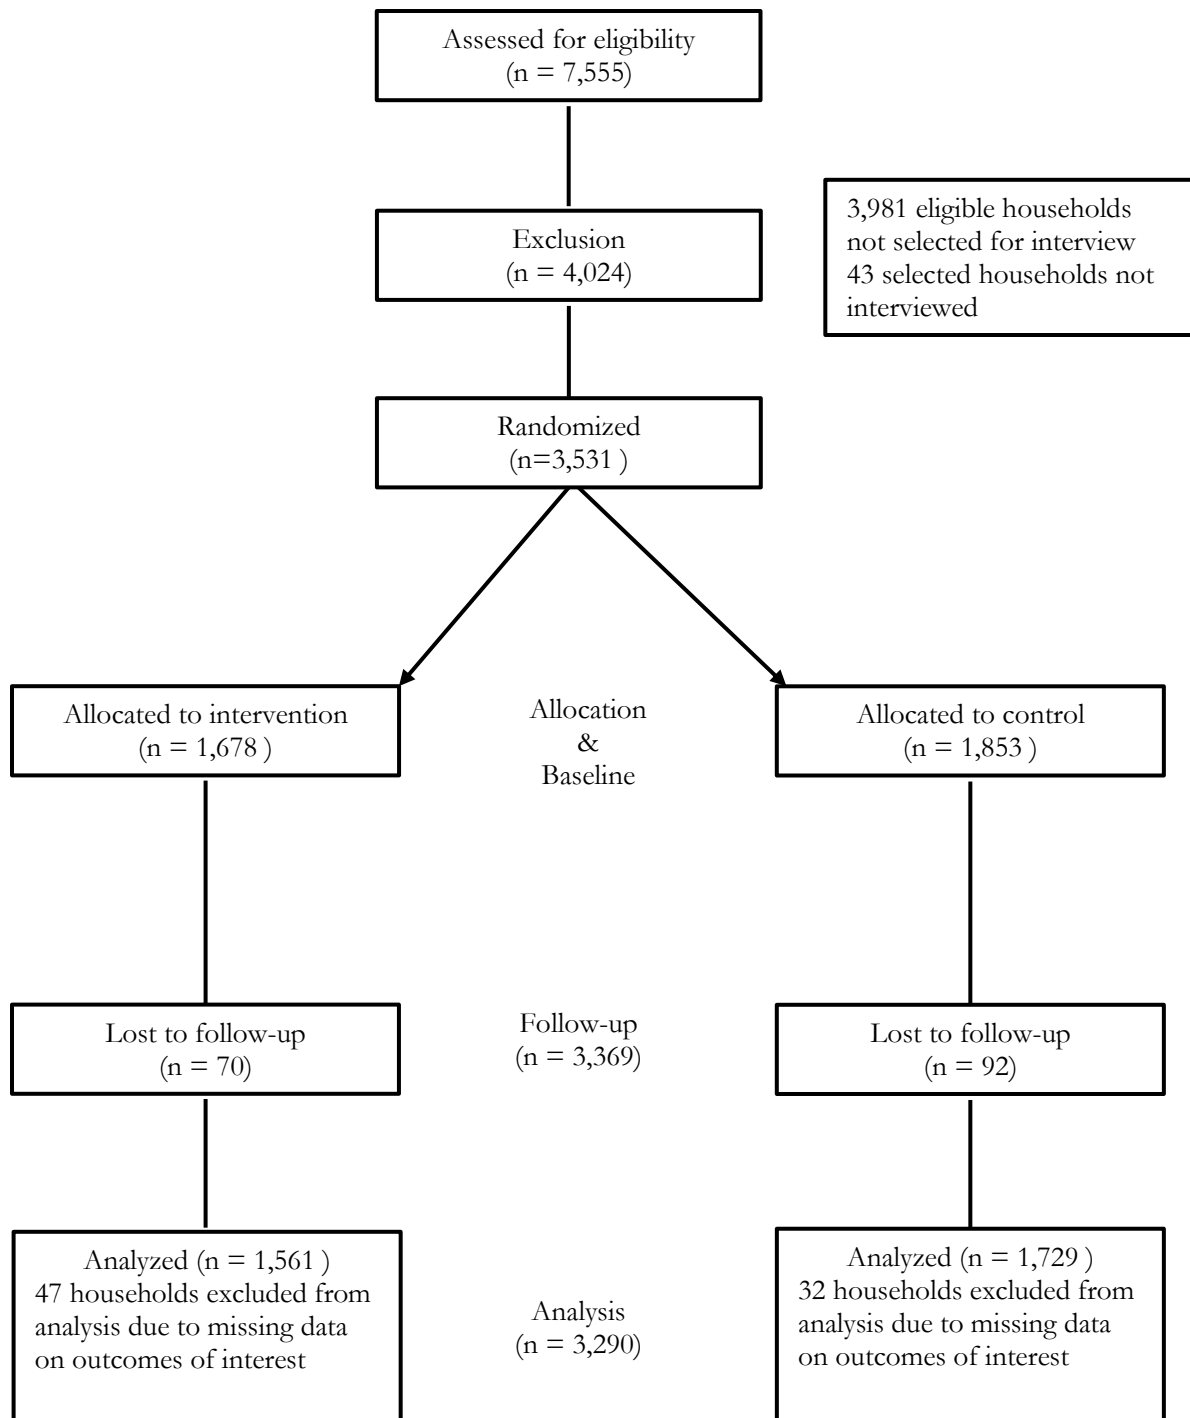 Assessed for eligibility
(n = 7,555)
Exclusion
(n = 4,024)
3,981 eligible households
not selected for interview
43 selected households not
interviewed
Randomized
(n=3,531 )
Allocated to intervention
(n = 1,678 )
Allocation
&
Baseline
Allocated to control
(n = 1,853 )
Lost to follow-up
(n = 70)
Follow-up
(n = 3,369)
Lost to follow-up
(n = 92)
Analyzed (n = 1,561 )
47 households excluded from
analysis due to missing data
on outcomes of interest
Analysis
(n = 3,290)
Analyzed (n = 1,729 )
32 households excluded from
analysis due to missing data
on outcomes of interest